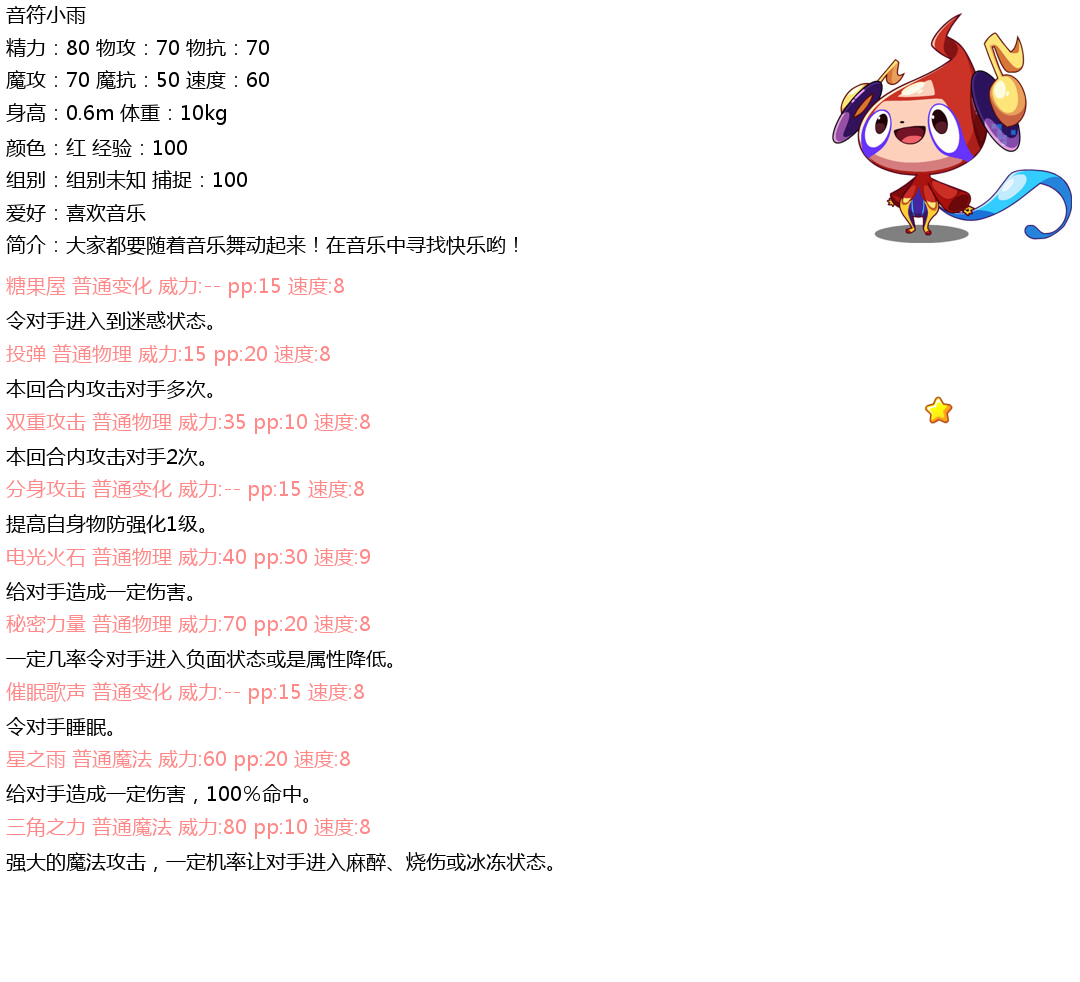 音符小雨
精力：80 物攻：70 物抗：70
魔攻：70 魔抗：50 速度：60
身高：0.6m 体重：10kg
颜色：红 经验：100
组别：组别未知 捕捉：100
爱好：喜欢音乐
简介：大家都要随着音乐舞动起来！在音乐中寻找快乐哟！
糖果屋 普通变化 威力:-- pp:15 速度:8
令对手进入到迷惑状态。
投弹 普通物理 威力:15 pp:20 速度:8
本回合内攻击对手多次。
双重攻击 普通物理 威力:35 pp:10 速度:8
本回合内攻击对手2次。
分身攻击 普通变化 威力:-- pp:15 速度:8
提高自身物防强化1级。
电光火石 普通物理 威力:40 pp:30 速度:9
给对手造成一定伤害。
秘密力量 普通物理 威力:70 pp:20 速度:8
一定几率令对手进入负面状态或是属性降低。
催眠歌声 普通变化 威力:-- pp:15 速度:8
令对手睡眠。
星之雨 普通魔法 威力:60 pp:20 速度:8
给对手造成一定伤害，100%命中。
三角之力 普通魔法 威力:80 pp:10 速度:8
强大的魔法攻击，一定机率让对手进入麻醉、烧伤或冰冻状态。